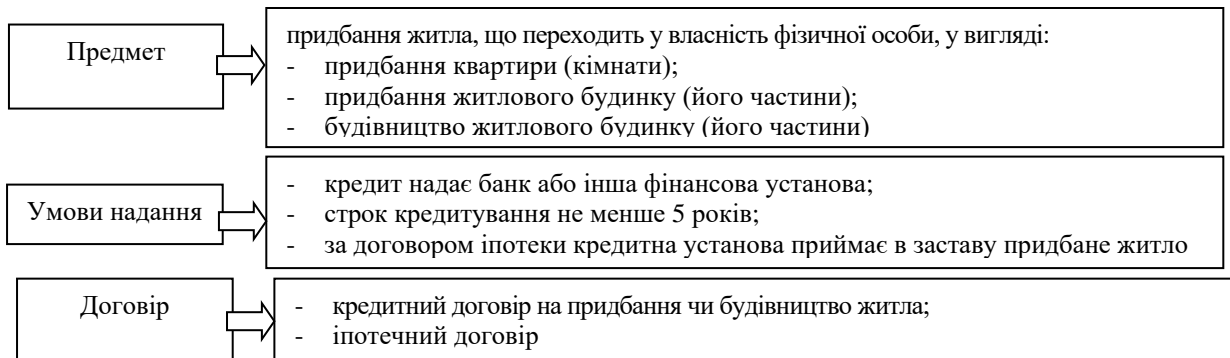 Предмет
придбання житла, що переходить у власність фізичної особи, у вигляді:
- придбання квартири (кімнати);
- придбання житлового будинку (його частини);
- будівництво житлового будинку (його частини)
Умови надання
- кредит надає банк або інша фінансова установа;
- строк кредитування не менше 5 років;
- за договором іпотеки кредитна установа приймає в заставу придбане житло
Договір
- кредитний договір на придбання чи будівництво житла;
- іпотечний договір